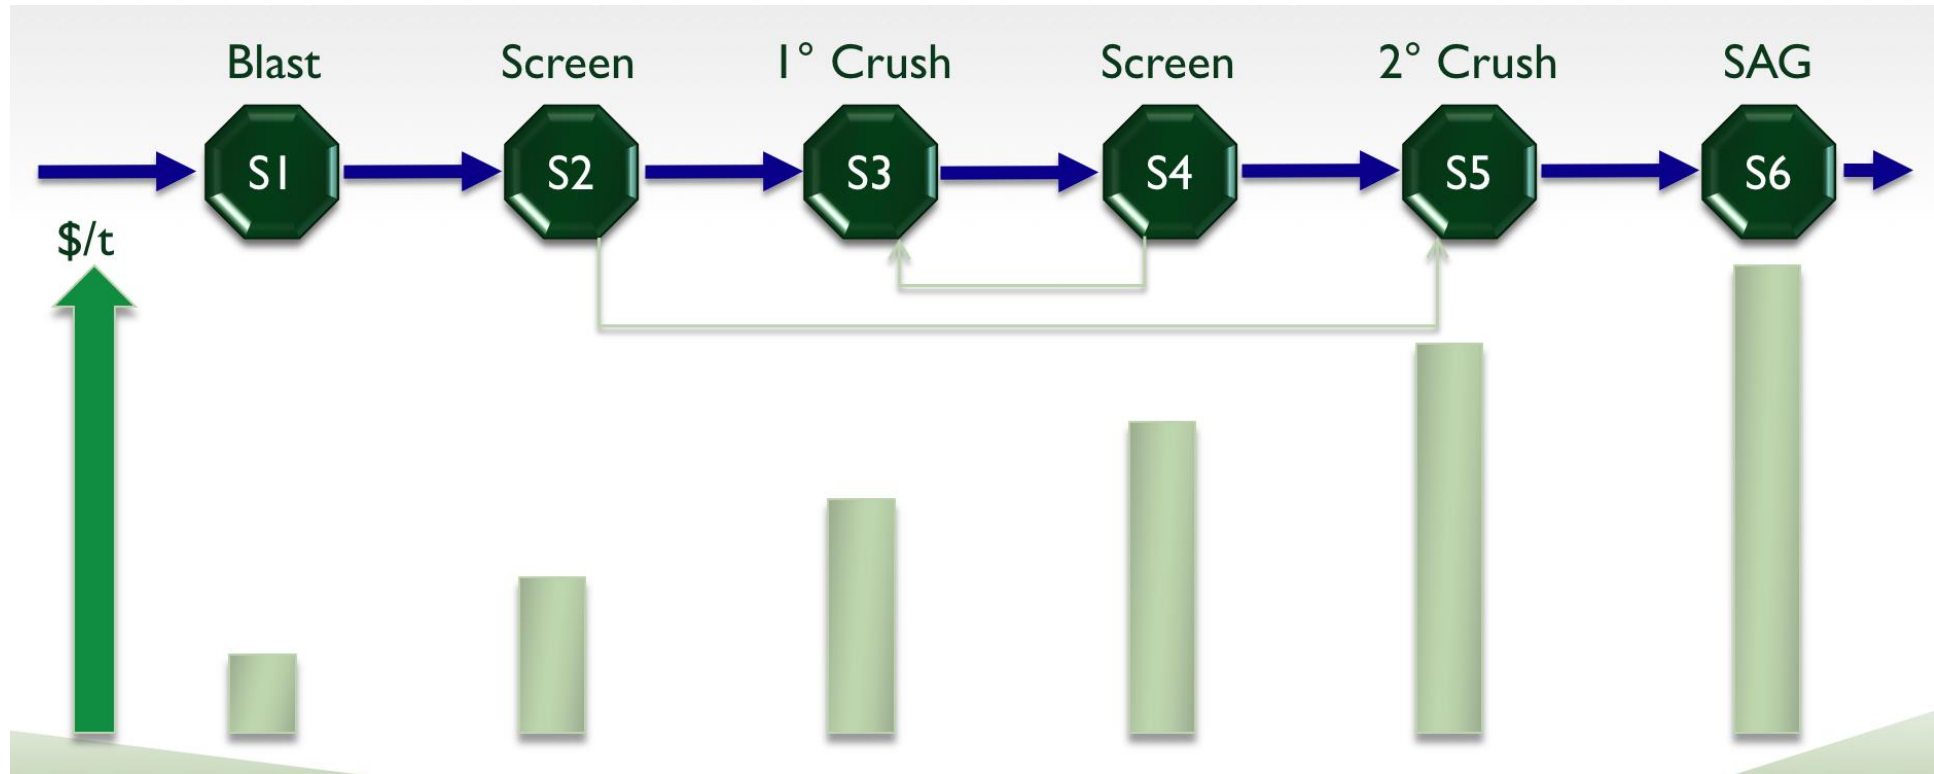 Blast
Screen
1° Crush
Screen
2° Crush
SAG
S1
S2
S3
S4
S5
S6
$/t